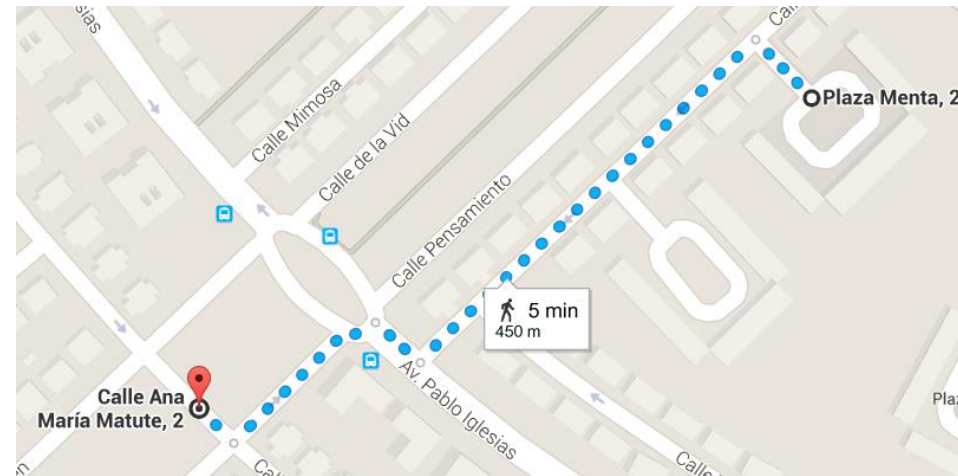 Calle Mimosa
Calle de la Vid
Calle Pensamiento
Plaza Menta, 2
5 min
450 m
Av. Pablo Iglesias
Calle Ana
María Matute, 2